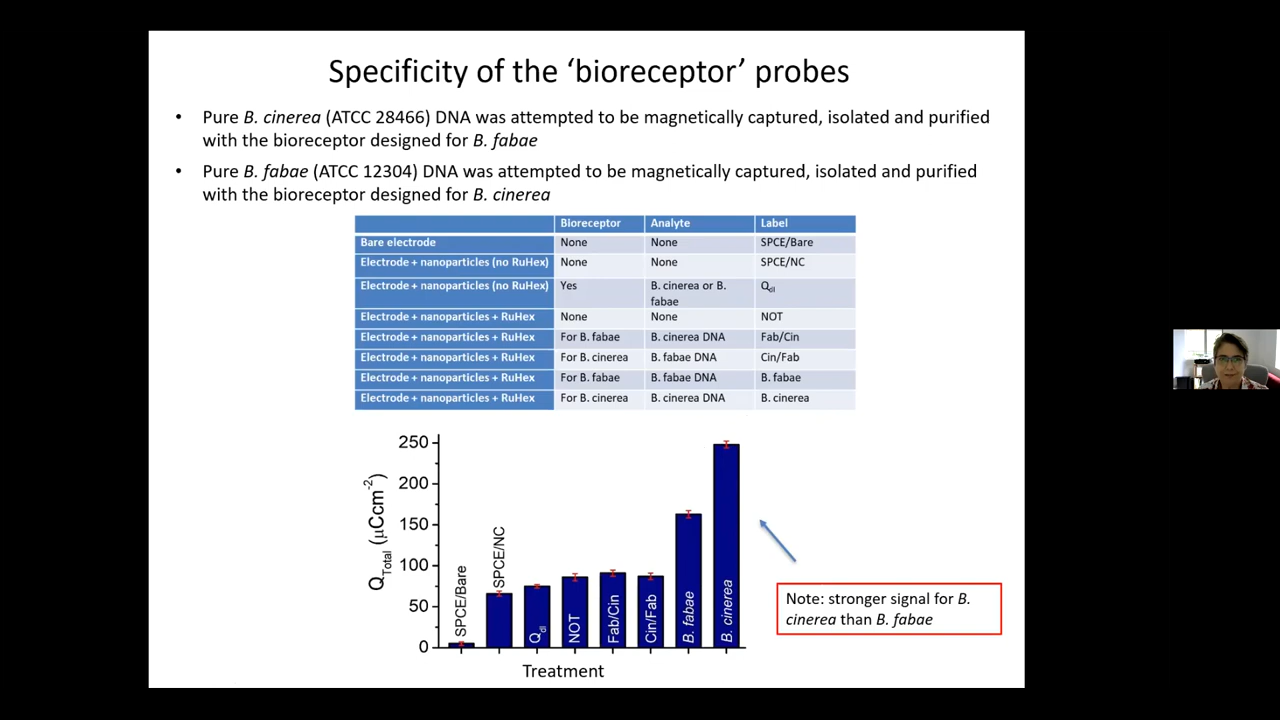 Specificity of the ‘bioreceptor’ probes
• Pure B. cinerea (ATCC 28466) DNA was attempted to be magnetically captured, isolated and purified
with the bioreceptor designed for B. fabae
• Pure B. fabae (ATCC 12304) DNA was attempted to be magnetically captured, isolated and purified
with the bioreceptor designed for B. cinerea
Bioreceptor Analyte Label
Bare electrode None None SPCE/Bare
Electrode + nanoparticles (no RuHex) None None SPCE/NC
Electrode + nanoparticles (no RuHex) Yes B. cinerea or B. Qdl
fabae
Electrode + nanoparticles + RuHex None None NOT
Electrode + nanoparticles + RuHex For B. fabae B. cinerea DNA Fab/Cin
Electrode + nanoparticles + RuHex For B. cinerea B. fabae DNA Cin/Fab
Electrode + nanoparticles + RuHex For B. fabae B. fabae DNA B. fabae
Electrode + nanoparticles + RuHex For B. cinerea B. cinerea DNA B. cinerea
QTotal (μCcm-2)
250
200
150
100
50
0
SPCE/Bare
SPCE/NC
Qdl
NOT
Fab/Cin
Cin/Fab
B. fabae
B. cinerea
Treatment
Note: stronger signal for B.
cinerea than B. fabae